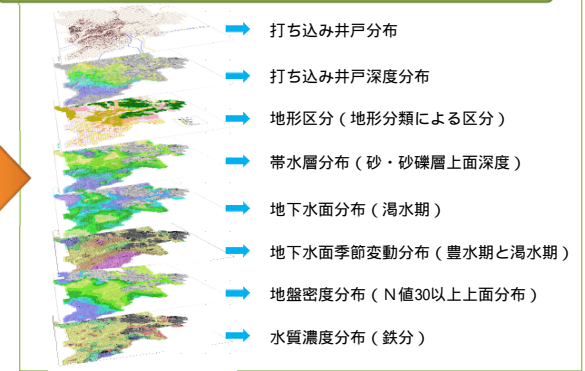 打ち込み井戸分布
打ち込み井戸深度分布
地形区分（地形分類による区分）
帯水層分布（砂・砂礫層上面深度）
地下水面分布（渇水期）
地下水面季節変動分布（豊水期と渇水期）
地盤密度分布（Ｎ値30以上上面分布）
水質濃度分布（鉄分）